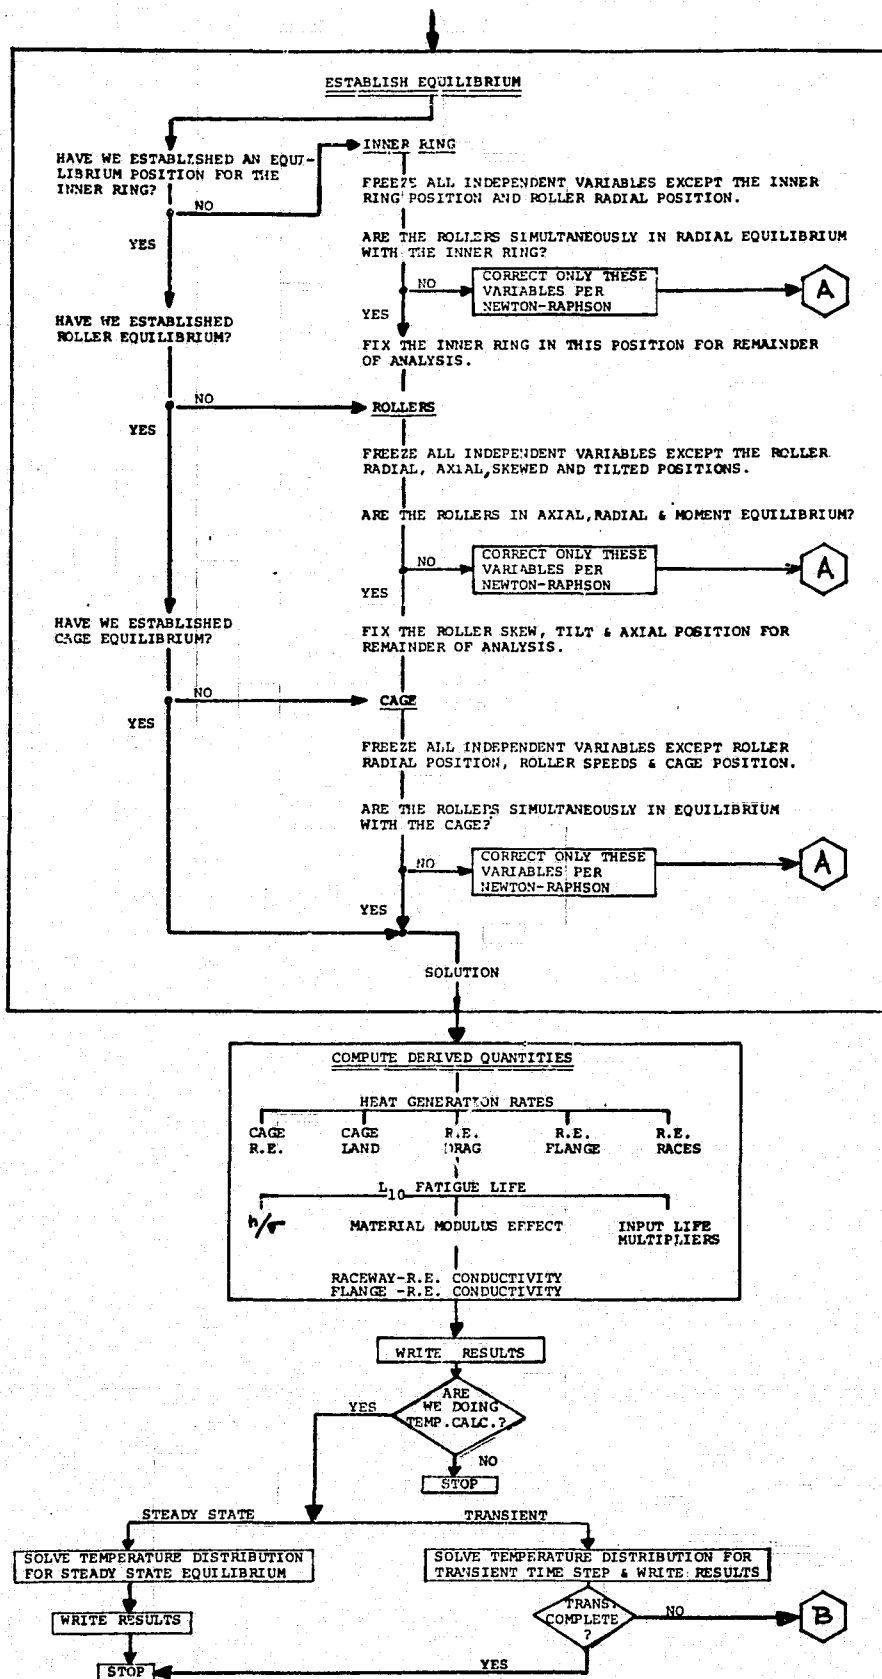 ESTABLISH EQUILIBRIUM
HAVE WE ESTABLISHED AN EQUI-
LIBRIUM POSITION FOR THE
INNER RING?
NO
YES
INNER RING
FREEZE ALL INDEPENDENT VARIABLES EXCEPT THE INNER
RING POSITION AND ROLLER RADIAL POSITION.
ARE THE ROLLERS SIMULTANEOUSLY IN RADIAL EQUILIBRIUM
WITH THE INNER RING?
NO
CORRECT ONLY THESE
VARIABLES PER
NEWTON-RAPHSON
A
YES
FIX THE INNER RING IN THIS POSITION FOR REMAINDER
OF ANALYSIS.
HAVE WE ESTABLISHED
ROLLER EQUILIBRIUM?
NO
YES
ROLLERS
FREEZE ALL INDEPENDENT VARIABLES EXCEPT THE ROLLER
RADIAL, AXIAL,SKEWED AND TILTED POSITIONS.
ARE THE ROLLERS IN AXIAL,RADIAL & MOMENT EQUILIBRIUM?
NO
CORRECT ONLY THESE
VARIABLES PER
NEWTON-RAPHSON
A
YES
FIX THE ROLLER SKEW, TILT & AXIAL POSITION FOR
REMAINDER OF ANALYSIS.
HAVE WE ESTABLISHED
CAGE EQUILIBRIUM?
NO
YES
CAGE
FREEZE ALL INDEPENDENT VARIABLES EXCEPT ROLLER
RADIAL POSITION, ROLLER SPEEDS & CAGE POSITION.
ARE THE ROLLERS SIMULTANEOUSLY IN EQUILIBRIUM
WITH THE CAGE?
NO
CORRECT ONLY THESE
VARIABLES PER
NEWTON-RAPHSON
A
YES
SOLUTION
COMPUTE DERIVED QUANTITIES
HEAT GENERATION RATES
CAGE
R.E.
CAGE
LAND
R.E.
DRAG
R.E.
FLANGE
R.E.
RACES
L10 FATIGUE LIFE
h/σ
MATERIAL MODULUS EFFECT
INPUT LIFE
MULTIPLIERS
RACEWAY-R.E. CONDUCTIVITY
FLANGE -R.E. CONDUCTIVITY
WRITE RESULTS
ARE
WE DOING
TEMP.CALC.?
YES
NO
STOP
STEADY STATE
TRANSIENT
SOLVE TEMPERATURE DISTRIBUTION
FOR STEADY STATE EQUILIBRIUM
SOLVE TEMPERATURE DISTRIBUTION FOR
TRANSIENT TIME STEP & WRITE RESULTS
WRITE RESULTS
TRANS.
COMPLETE
?
NO
B
YES
STOP